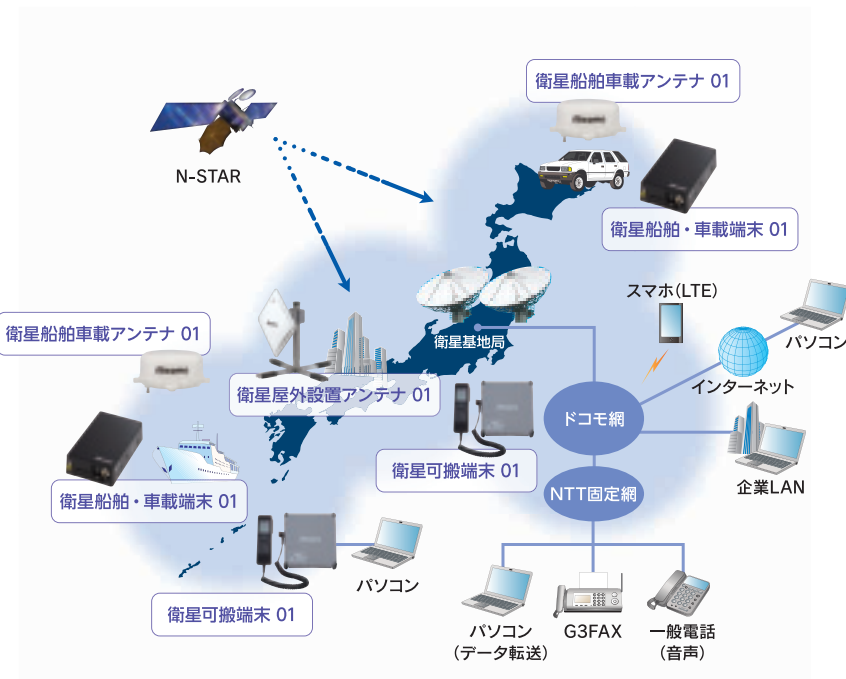 衛星船舶車載アンテナ 01
N-STAR
衛星船舶・車載端末 01
スマホ(LTE)
衛星船舶車載アンテナ 01
衛星基地局
パソコン
インターネット
衛星屋外設置アンテナ 01
ドコモ網
衛星可搬端末 01
企業LAN
衛星船舶・車載端末 01
NTT固定網
パソコン
衛星可搬端末 01
パソコン
(データ転送)
G3FAX
一般電話
(音声)